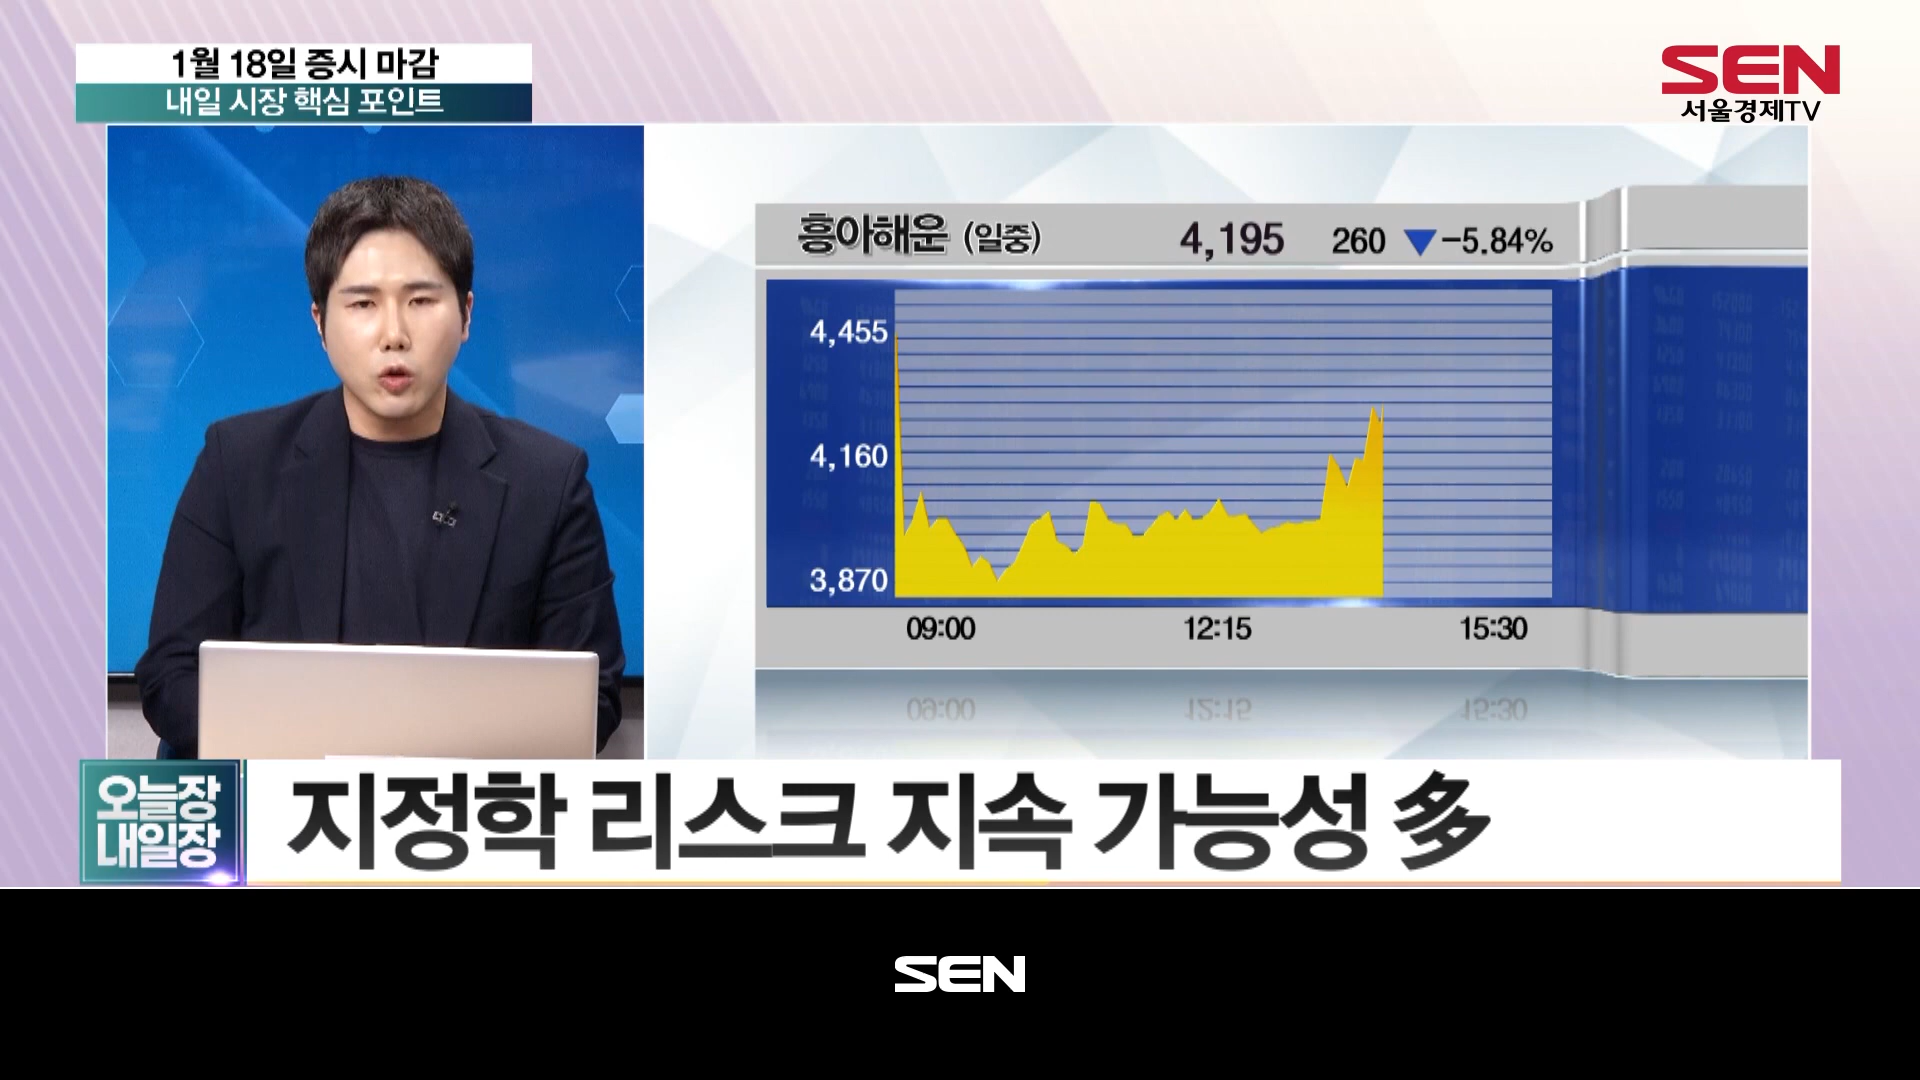 1월 18일 증시 마감
내일 시장 핵심 포인트
SEN
서울경제TV
흥아해운 (일중) 4,195 260 ▼-5.84%
4,455
4,160
3,870
09:00 12:15 15:30
오늘장
내일장
지정학 리스크 지속 가능성 多
SEN